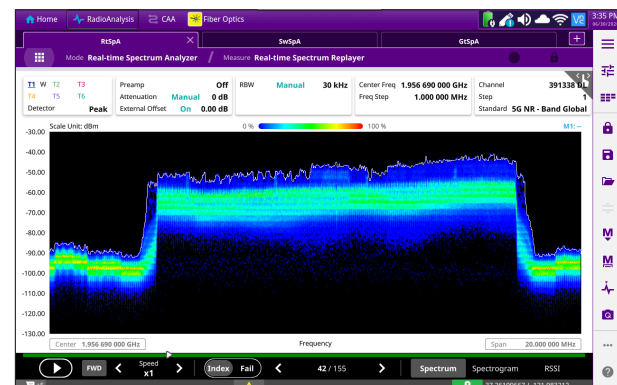 Home RadioAnalysis CAA Fiber Optics 3:35 PM
RtSpA SwSpA GtSpA
Mode Real-time Spectrum Analyzer / Measure Real-time Spectrum Replayer
T1 W T2 T3 Preamp Off RBW Manual 30 kHz Center Freq 1.956 690 000 GHz Channel 391338 DL
T4 T5 T6 Attenuation Manual 0 dB Freq Step 1.000 000 MHz Step 1
Detector Peak External Offset On 0.00 dB Standard 5G NR - Band Global
Scale Unit: dBm 0 % 100 % M1: --
-30.00
-40.00
-50.00
-60.00
-70.00
-80.00
-90.00
-100.00
-110.00
-120.00
-130.00
Center 1.956 690 000 GHz Frequency Span 20.000 000 MHz
FWD Speed x1 Index Fail 42 / 155 Spectrum Spectrogram RSSI